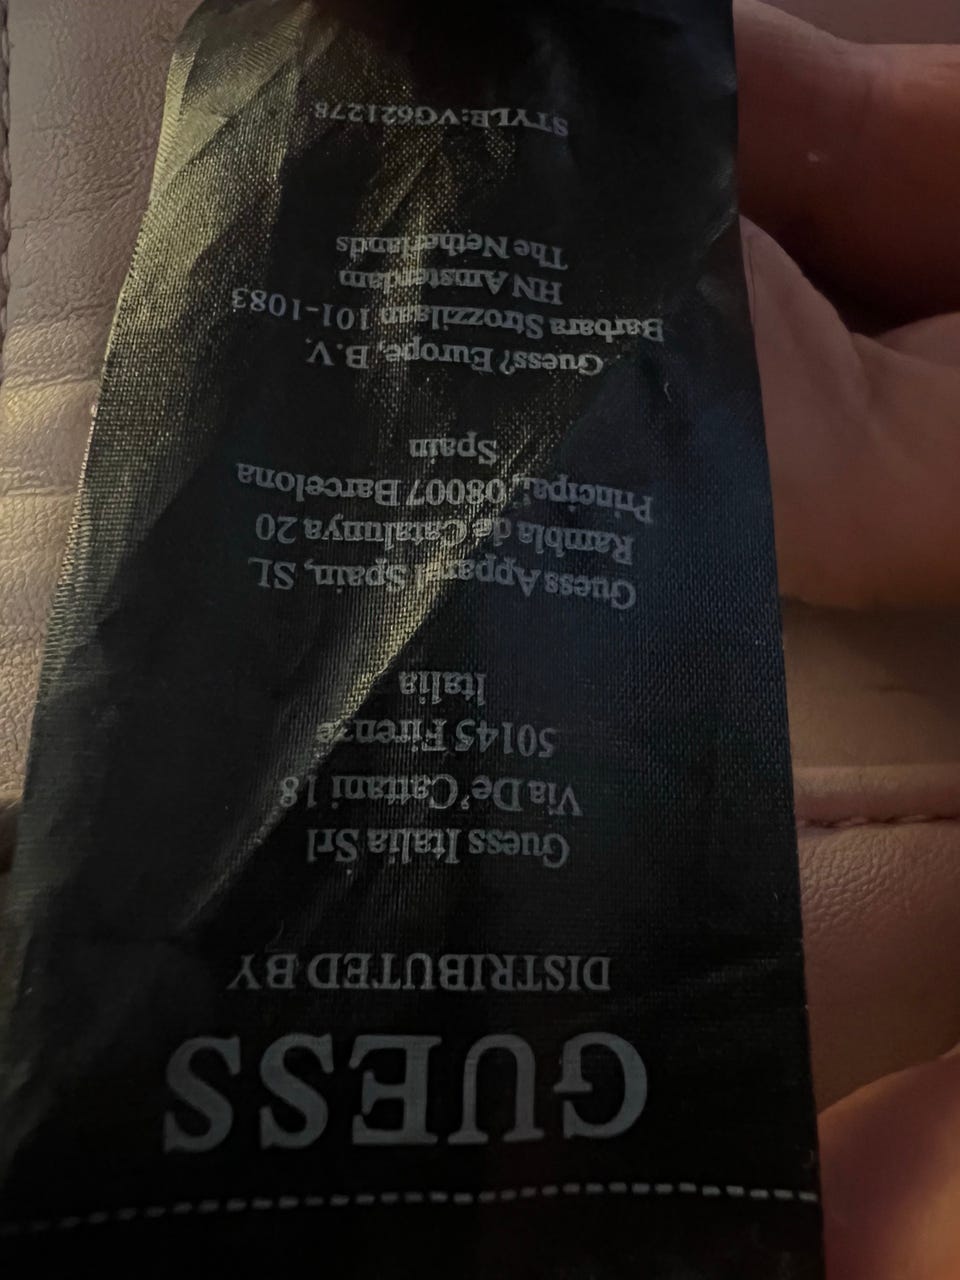 GUESS
DISTRIBUTED BY
Guess Italia Srl
Via De' Cattani 18
50145 Firenze
Italia
Guess Apparel Spain, SL
Rambla de Catalunya 20
Principal, 08007 Barcelona
Spain
Guess? Europe, B.V.
Barbara Strozzilaan 101-1083
HN Amsterdam
The Netherlands
STYLE:VG621278